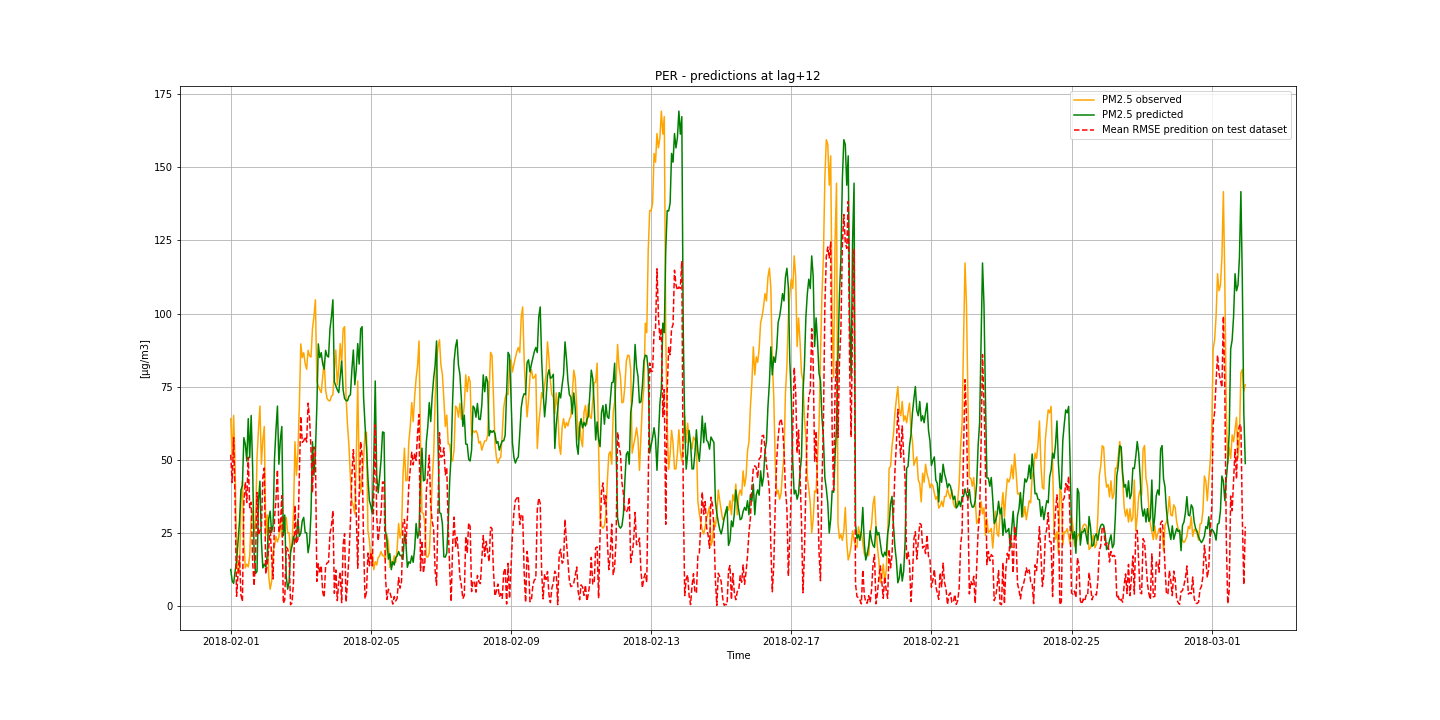 PER - predictions at lag+12
175
150
125
100
75
50
25
0
[µg/m3]
PM2.5 observed
PM2.5 predicted
Mean RMSE predition on test dataset
2018-02-01
2018-02-05
2018-02-09
2018-02-13
2018-02-17
2018-02-21
2018-02-25
2018-03-01
Time